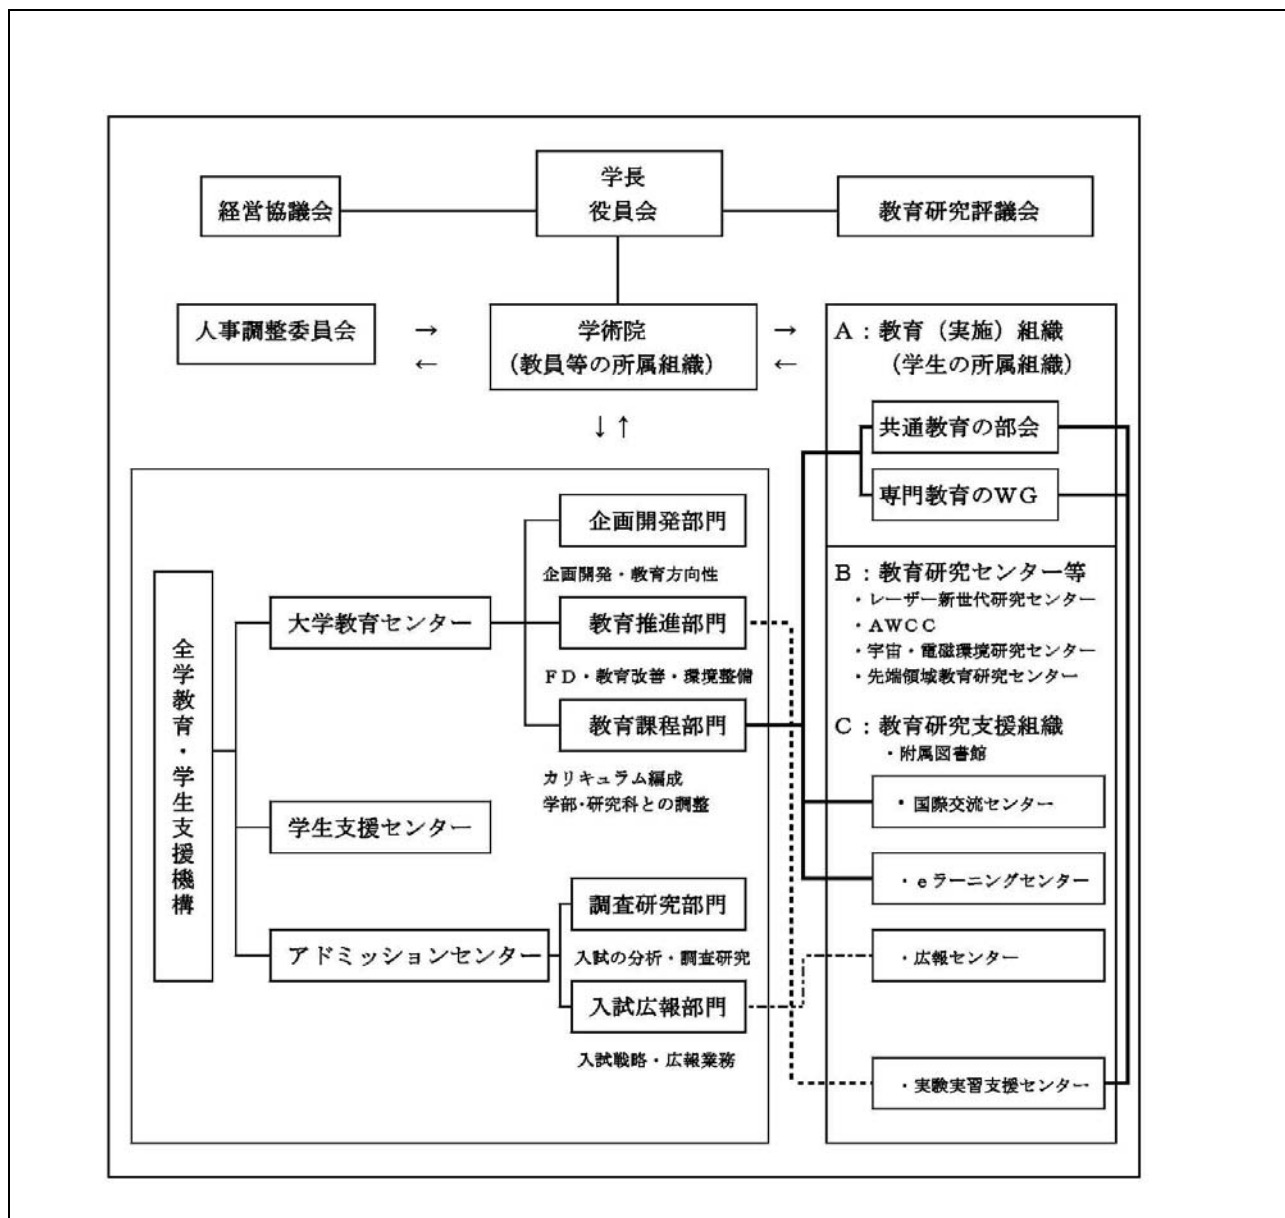 学長
役員会
経営協議会
教育研究評議会
人事調整委員会
→
←
学術院
(教員等の所属組織)
→
←
A：教育（実施）組織
(学生の所属組織)
共通教育の部会
専門教育のWG
↓↑
全学教育・学生支援機構
大学教育センター
企画開発部門
企画開発・教育方向性
教育推進部門
ＦＤ・教育改善・環境整備
教育課程部門
カリキュラム編成
学部・研究科との調整
学生支援センター
アドミッションセンター
調査研究部門
入試の分析・調査研究
入試広報部門
入試戦略・広報業務
B：教育研究センター等
・レーザー新世代研究センター
・ＡＷＣＣ
・宇宙・電磁環境研究センター
・先端領域教育研究センター
C：教育研究支援組織
・附属図書館
・国際交流センター
・ｅラーニングセンター
・広報センター
・実験実習支援センター